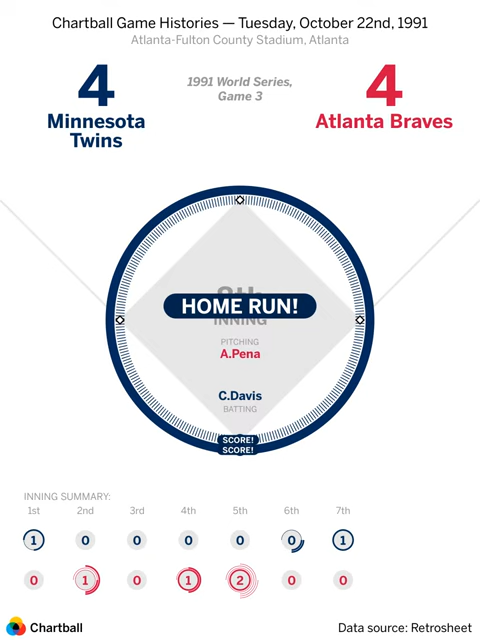 Chartball Game Histories — Tuesday, October 22nd, 1991
Atlanta-Fulton County Stadium, Atlanta
4
Minnesota
Twins
1991 World Series,
Game 3
4
Atlanta Braves
HOME RUN!
INNING
PITCHING
A.Pena
C.Davis
BATTING
SCORE!
SCORE!
INNING SUMMARY:
1st 2nd 3rd 4th 5th 6th 7th
1 0 0 0 0 0 1
0 1 0 1 2 0 0
Chartball
Data source: Retrosheet